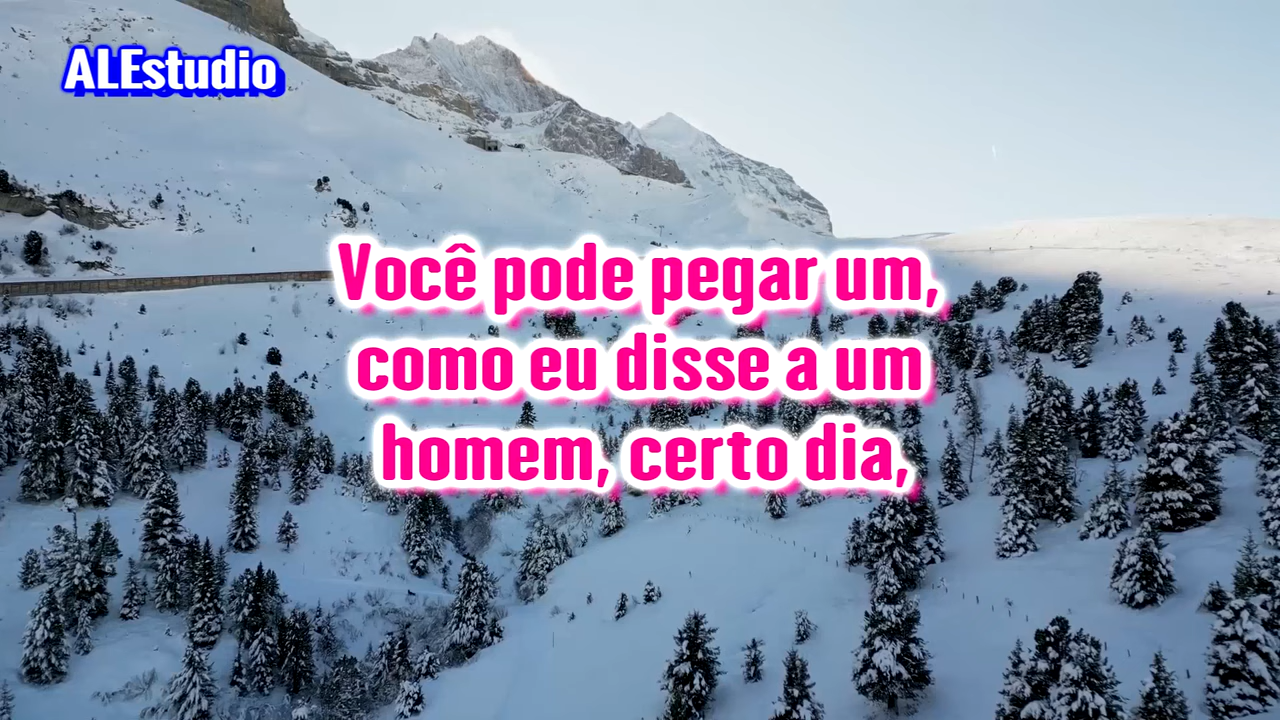 ALEstudio
Você pode pegar um,
como eu disse a um
homem, certo dia,